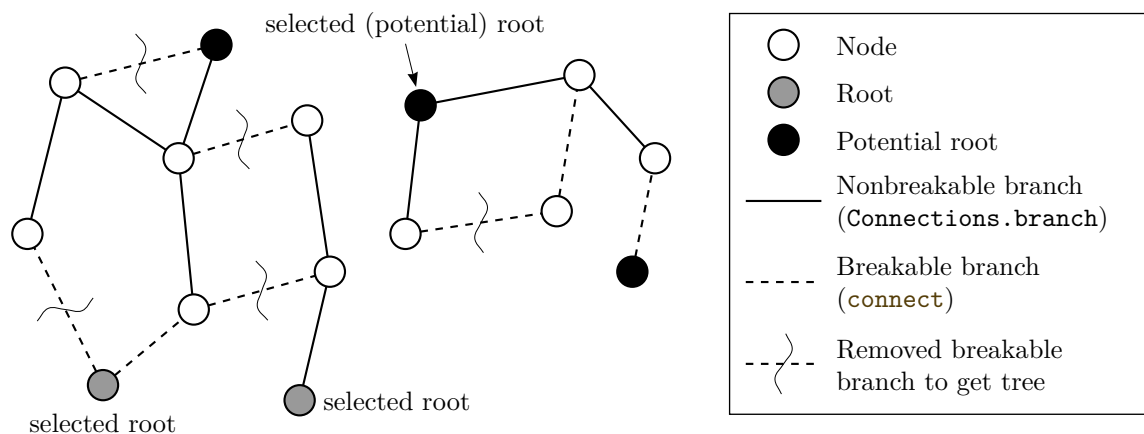 selected (potential) root
selected root
selected root
Node
Root
Potential root
Nonbreakable branch
(Connections.branch)
Breakable branch
(connect)
Removed breakable
branch to get tree